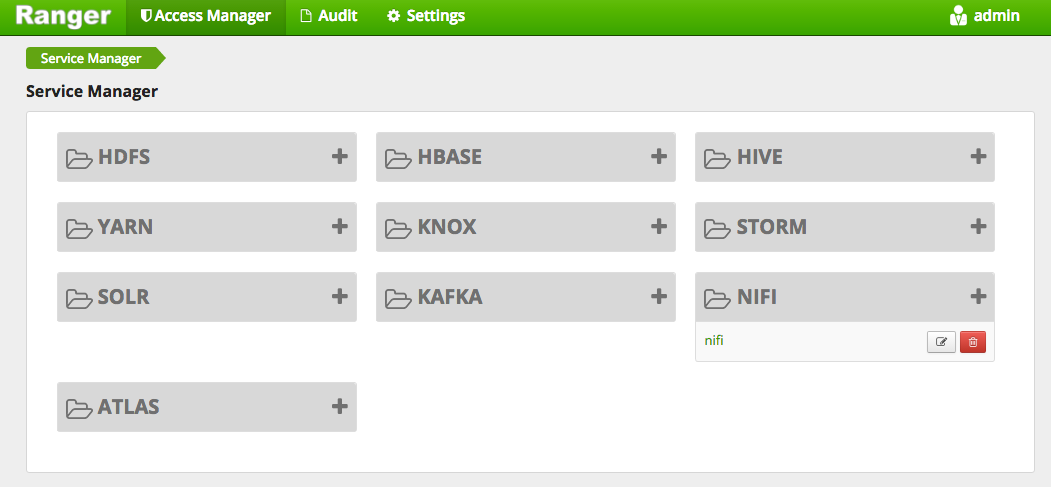 Ranger Access Manager Audit Settings admin
Service Manager
Service Manager
HDFS HBASE HIVE
YARN KNOX STORM
SOLR KAFKA NIFI
nifi
ATLAS